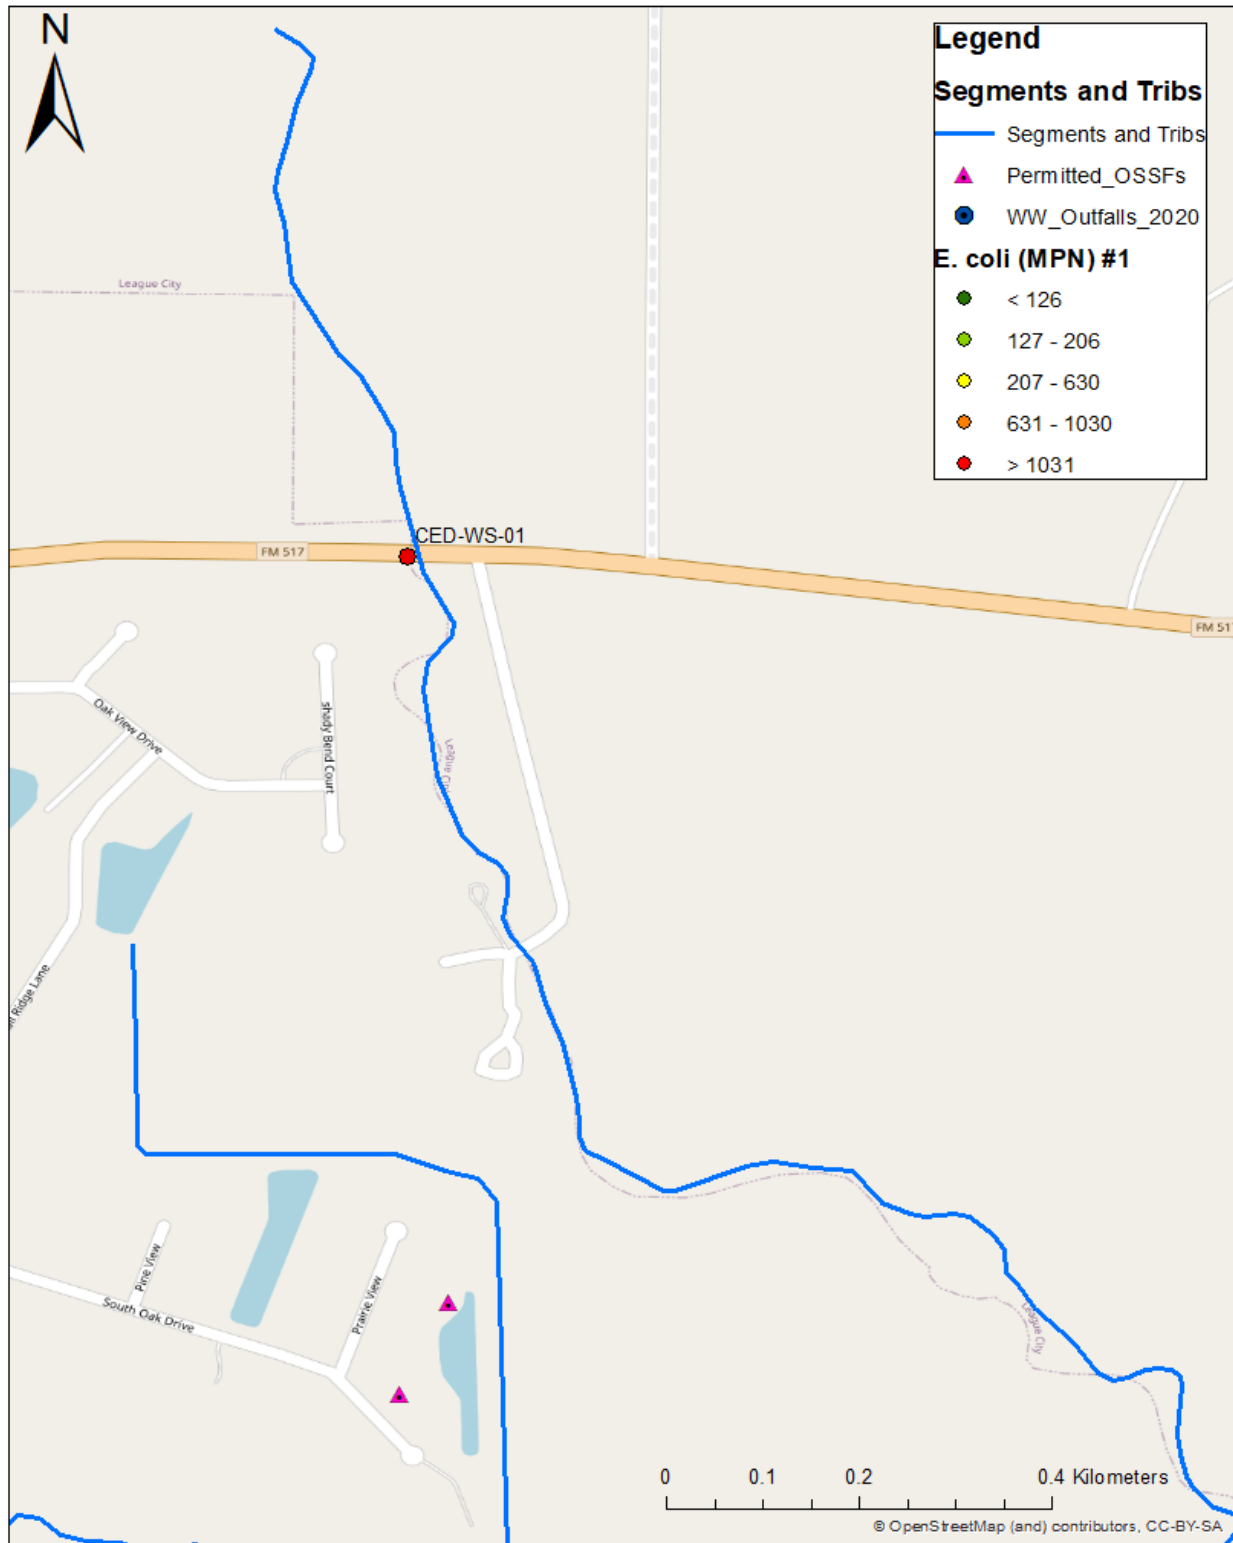 N
Legend
Segments and Tribs
Segments and Tribs
Permitted_OSSFs
WW_Outfalls_2020
E. coli (MPN) #1
< 126
127 - 206
207 - 630
631 - 1030
> 1031
League City
CED-WS-01
FM 517
FM 517
Oak View Drive
shady Bend Court
League City
Ridge Lane
Pine View
South Oak Drive
Prairie View
League City
0 0.1 0.2 0.4 Kilometers
© OpenStreetMap (and) contributors, CC-BY-SA